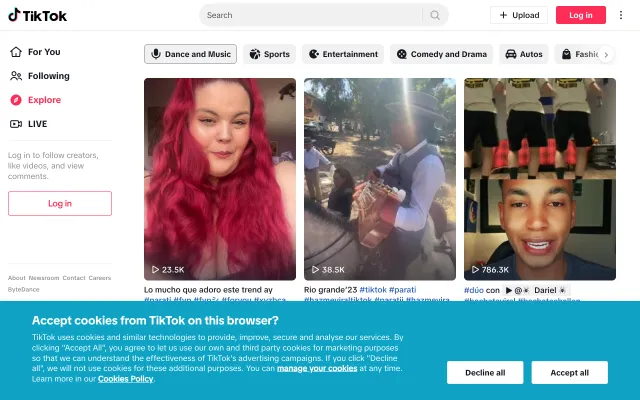 TikTok
Search
Upload
Log in
For You
Following
Explore
LIVE
Log in to follow creators,
like videos, and view
comments.
Log in
About Newsroom Contact Careers
ByteDance
Dance and Music
Sports
Entertainment
Comedy and Drama
Autos
Fashio
23.5K
38.5K
786.3K
Lo mucho que adoro este trend ay
Rio grande'23 #tiktok #parati
#hazmeviraltiktok #paratii #hazmevira
#dúo con ▶ @☀ Dariel ☀
Accept cookies from TikTok on this browser?
TikTok uses cookies and similar technologies to provide, improve, secure and analyse our services. By
clicking "Accept All", you agree to let us use our own and third party cookies for marketing purposes
so that we can understand the effectiveness of TikTok's advertising campaigns. If you click "Decline
all", we will not use cookies for these additional purposes. You can manage your cookies at any time.
Learn more in our Cookies Policy.
Decline all
Accept all